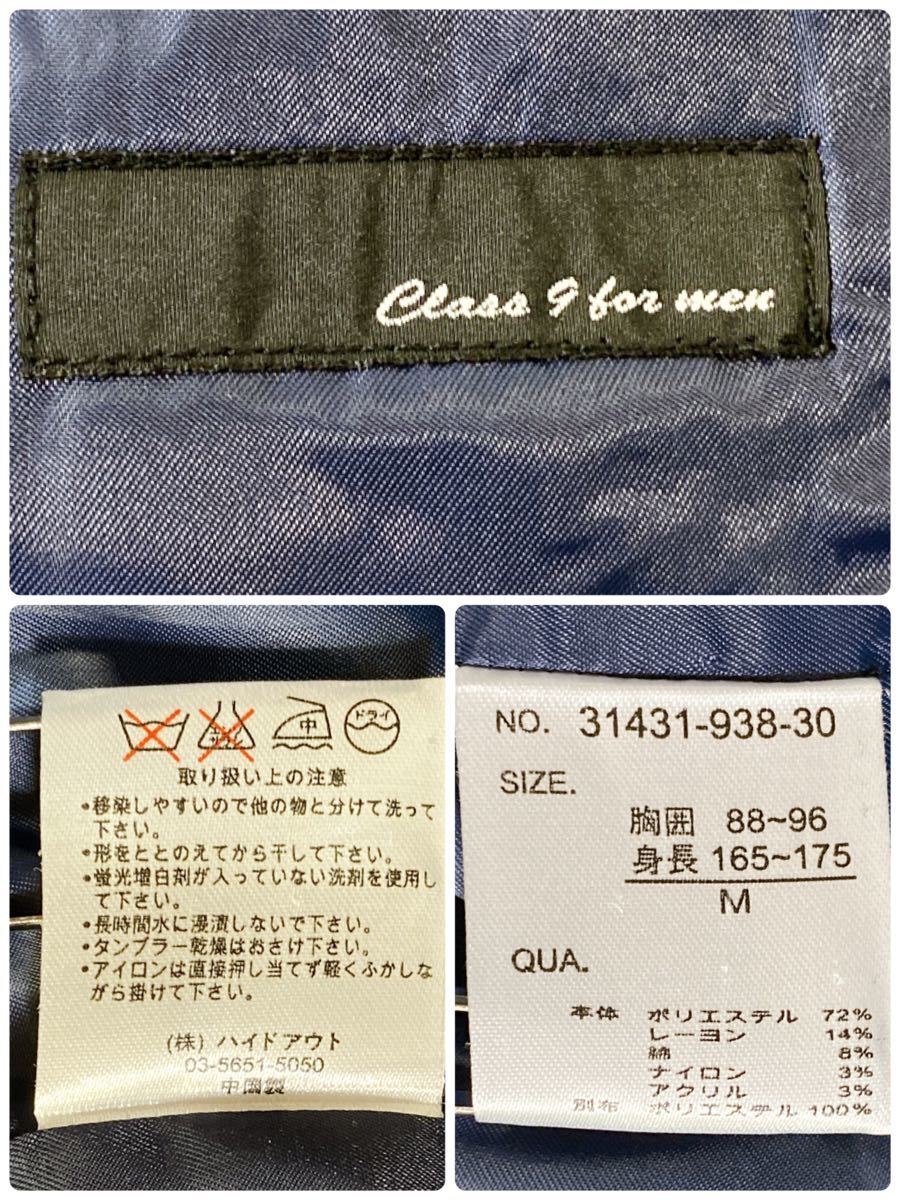 Class 9 for men
中
ドライ
取り扱い上の注意
•移染しやすいので他の物と分けて洗って
下さい。
•形をととのえてから干して下さい。
•蛍光増白剤が入っていない洗剤を使用し
て下さい。
•長時間水に浸漬しないで下さい。
•タンブラー乾燥はおさけ下さい。
•アイロンは直接押し当てず軽くふかしな
がら掛けて下さい。
(株) ハイドアウト
03-5651-5050
中国製
NO. 31431-938-30
SIZE.
胸囲 88~96
身長 165~175
M
QUA.
本体 ポリエステル 72%
レーヨン 14%
綿 8%
ナイロン 3%
アクリル 3%
別布 ポリエステル 100%